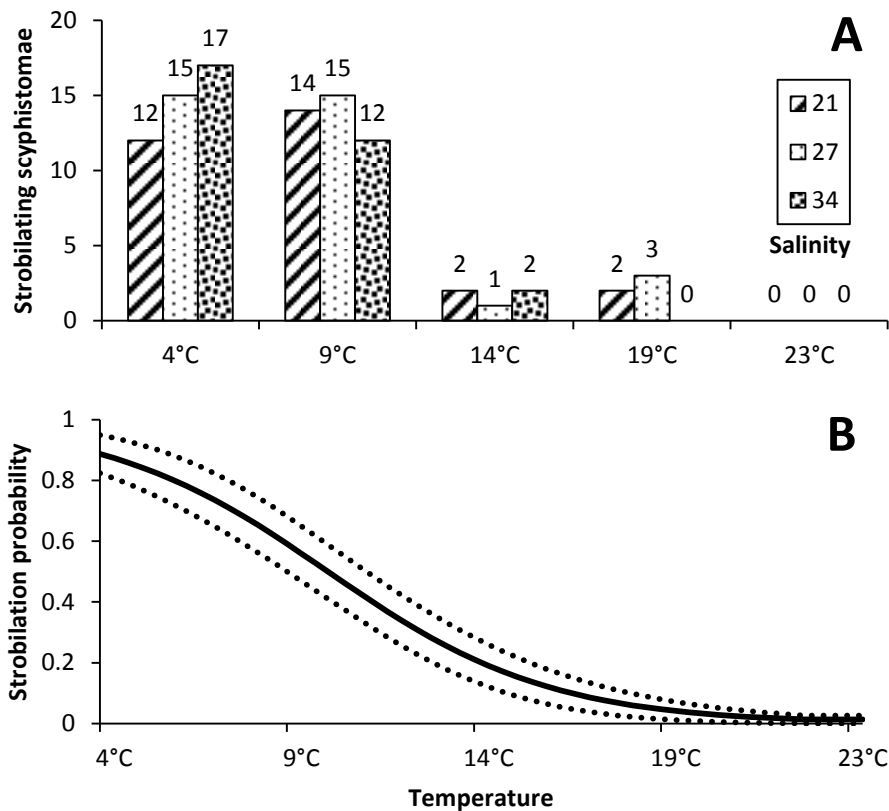 A
20
15
10
5
0
Strobilating scyphistomae
12 15 17
14 15 12
2 1 2
2 3 0
0 0 0
21
27
34
Salinity
4°C 9°C 14°C 19°C 23°C
B
1
0.8
0.6
0.4
0.2
0
Strobilation probability
4°C 9°C 14°C 19°C 23°C
Temperature